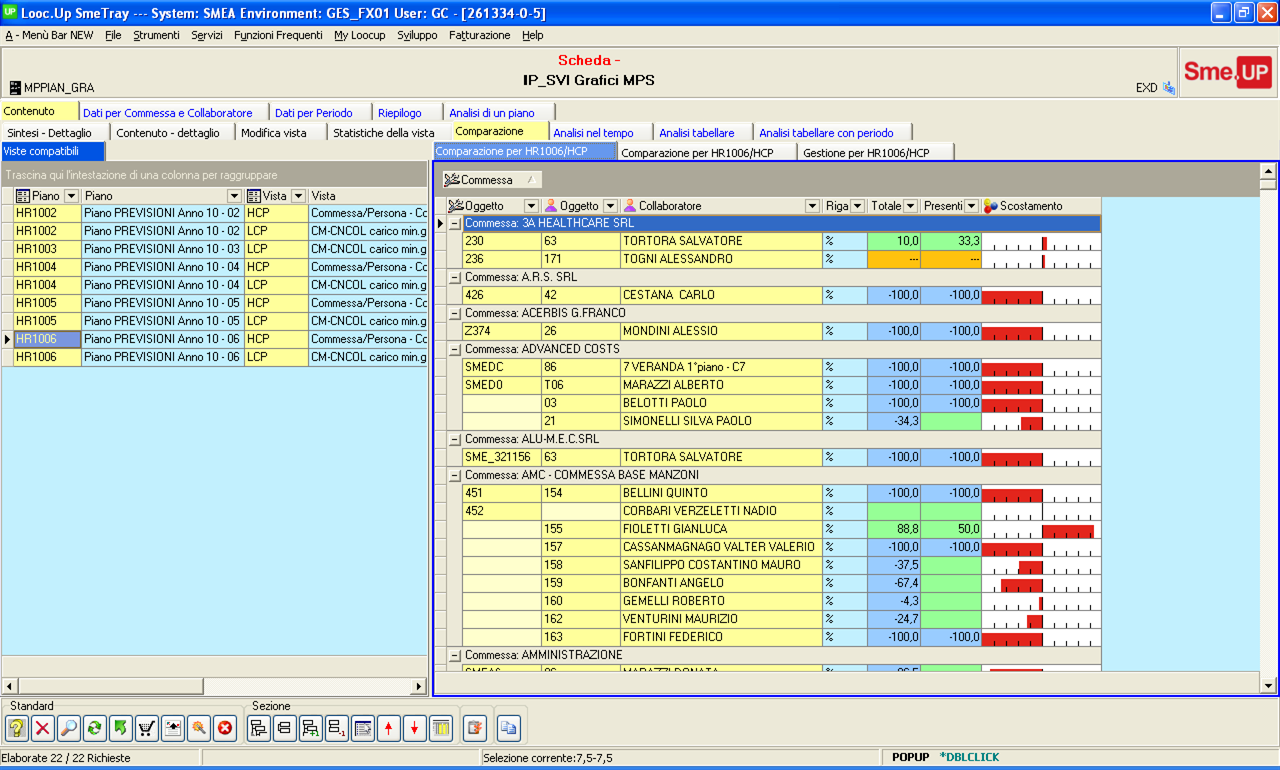 UP Looc.Up SmeTray --- System: SMEA Environment: GES_FX01 User: GC - [261334-0-5]
A - Menù Bar NEW File Strumenti Servizi Funzioni Frequenti My Loocup Sviluppo Fatturazione Help
Scheda -
IP_SVI Grafici MPS
MPPIAN_GRA
EXD
Sme.UP
Contenuto Dati per Commessa e Collaboratore Dati per Periodo Riepilogo Analisi di un piano
Sintesi - Dettaglio Contenuto - dettaglio Modifica vista Statistiche della vista Comparazione Analisi nel tempo Analisi tabellare Analisi tabellare con periodo
Viste compatibili
Trascina qui l'intestazione di una colonna per raggruppare
Piano Piano Vista Vista
HR1002 Piano PREVISIONI Anno 10 - 02 HCP Commessa/Persona - Co
HR1002 Piano PREVISIONI Anno 10 - 02 LCP CM-CNCOL carico min.g
HR1003 Piano PREVISIONI Anno 10 - 03 LCP CM-CNCOL carico min.g
HR1004 Piano PREVISIONI Anno 10 - 04 HCP Commessa/Persona - Co
HR1004 Piano PREVISIONI Anno 10 - 04 LCP CM-CNCOL carico min.g
HR1005 Piano PREVISIONI Anno 10 - 05 HCP Commessa/Persona - Co
HR1005 Piano PREVISIONI Anno 10 - 05 LCP CM-CNCOL carico min.g
HR1006 Piano PREVISIONI Anno 10 - 06 HCP Commessa/Persona - Co
HR1006 Piano PREVISIONI Anno 10 - 06 LCP CM-CNCOL carico min.g
Comparazione per HR1006/HCP Comparazione per HR1006/HCP Gestione per HR1006/HCP
Commessa
Oggetto Oggetto Collaboratore Riga Totale Presenti Scostamento
Commessa: 3A HEALTHCARE SRL
230 63 TORTORA SALVATORE % 10,0 33,3
236 171 TOGNI ALESSANDRO % --- ---
Commessa: A.R.S. SRL
426 42 CESTANA CARLO % -100,0 -100,0
Commessa: ACERBIS G.FRANCO
Z374 26 MONDINI ALESSIO % -100,0 -100,0
Commessa: ADVANCED COSTS
SMEDC 86 7 VERANDA 1°piano - C7 % -100,0 -100,0
SMED0 T06 MARAZZI ALBERTO % -100,0 -100,0
03 BELOTTI PAOLO % -100,0 -100,0
21 SIMONELLI SILVA PAOLO % -34,3
Commessa: ALU-M.E.C.SRL
SME_321156 63 TORTORA SALVATORE % -100,0 -100,0
Commessa: AMC - COMMESSA BASE MANZONI
451 154 BELLINI QUINTO % -100,0 -100,0
452 CORBARI VERZELETTI NADIO %
155 FIOLETTI GIANLUCA % 88,8 50,0
157 CASSANMAGNAGO VALTER VALERIO % -100,0 -100,0
158 SANFILIPPO COSTANTINO MAURO % -37,5
159 BONFANTI ANGELO % -67,4
160 GEMELLI ROBERTO % -4,3
162 VENTURINI MAURIZIO % -24,7
163 FORTINI FEDERICO % -100,0 -100,0
Commessa: AMMINISTRAZIONE
Standard Sezione
Elaborate 22 / 22 Richieste Selezione corrente:7,5-7,5 POPUP *DBLCLICK